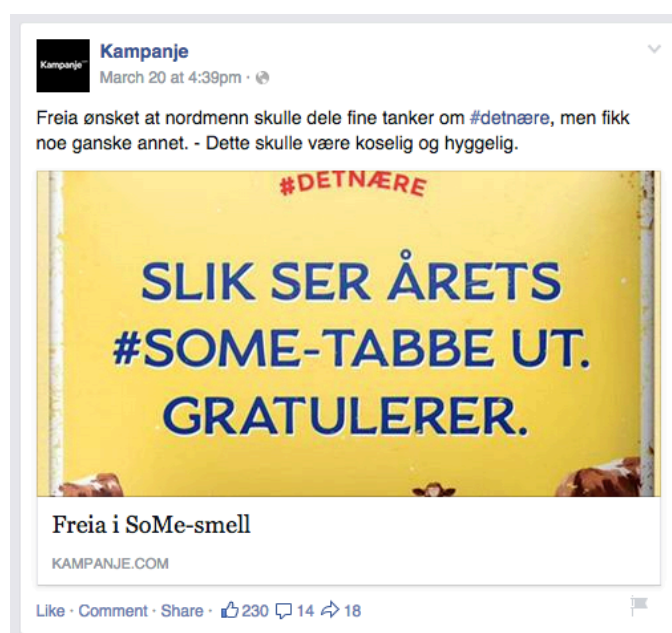 Kampanje
Kampanje
March 20 at 4:39pm ·
Freia ønsket at nordmenn skulle dele fine tanker om #detnære, men fikk
noe ganske annet. - Dette skulle være koselig og hyggelig.
#DETNÆRE
SLIK SER ÅRETS
#SOME-TABBE UT.
GRATULERER.
Freia i SoMe-smell
KAMPANJE.COM
Like · Comment · Share · 230 14 18